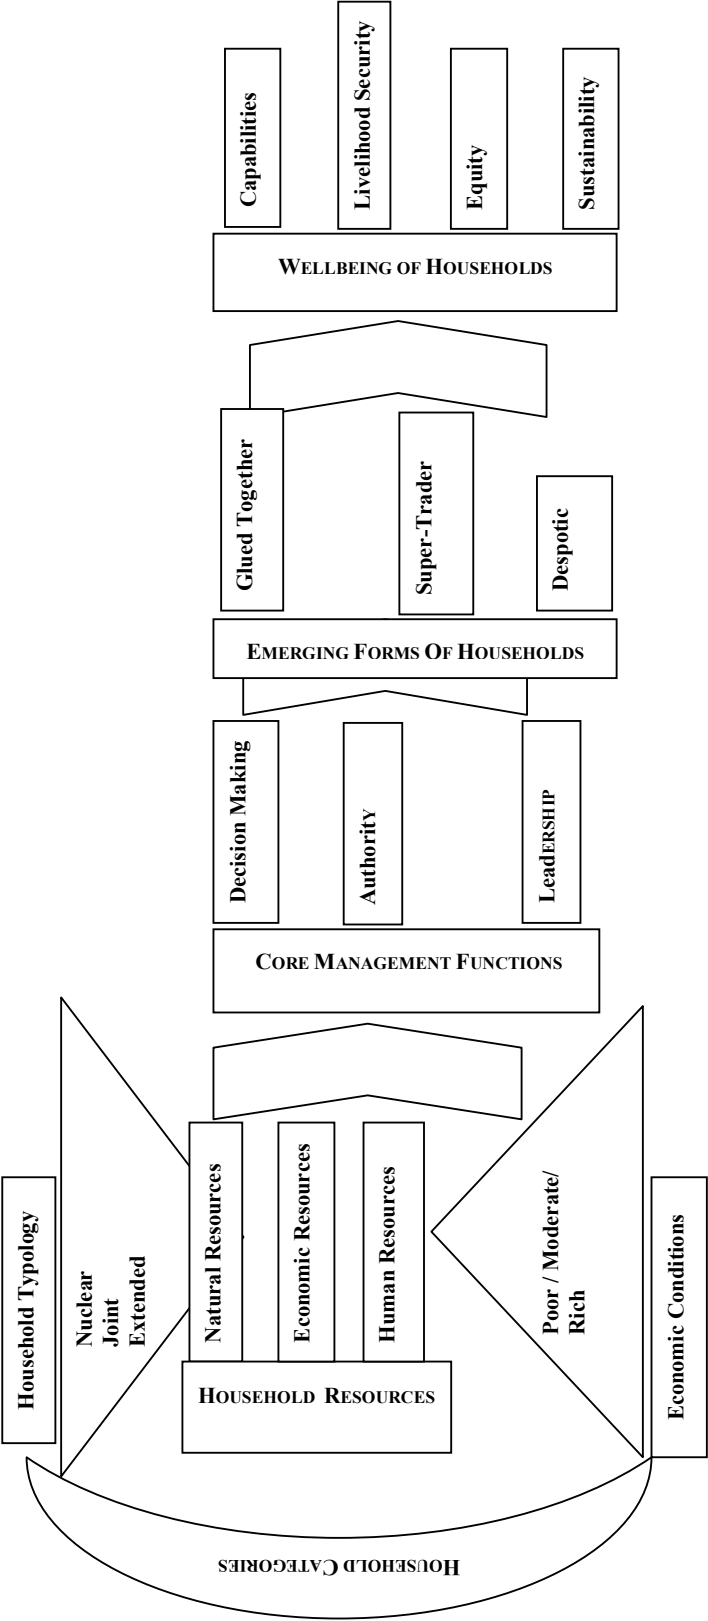 Capabilities
Livelihood Security
Equity
Sustainability
WELLBEING OF HOUSEHOLDS
Glued Together
Super-Trader
Despotic
EMERGING FORMS OF HOUSEHOLDS
Decision Making
Authority
LeadERSHIP
CORE MANAGEMENT FUNCTIONS
Household Typology
Nuclear
Joint
Extended
Natural Resources
Economic Resources
Human Resources
Poor / Moderate/
Rich
Economic Conditions
HOUSEHOLD RESOURCES
HOUSEHOLD CATEGORIES